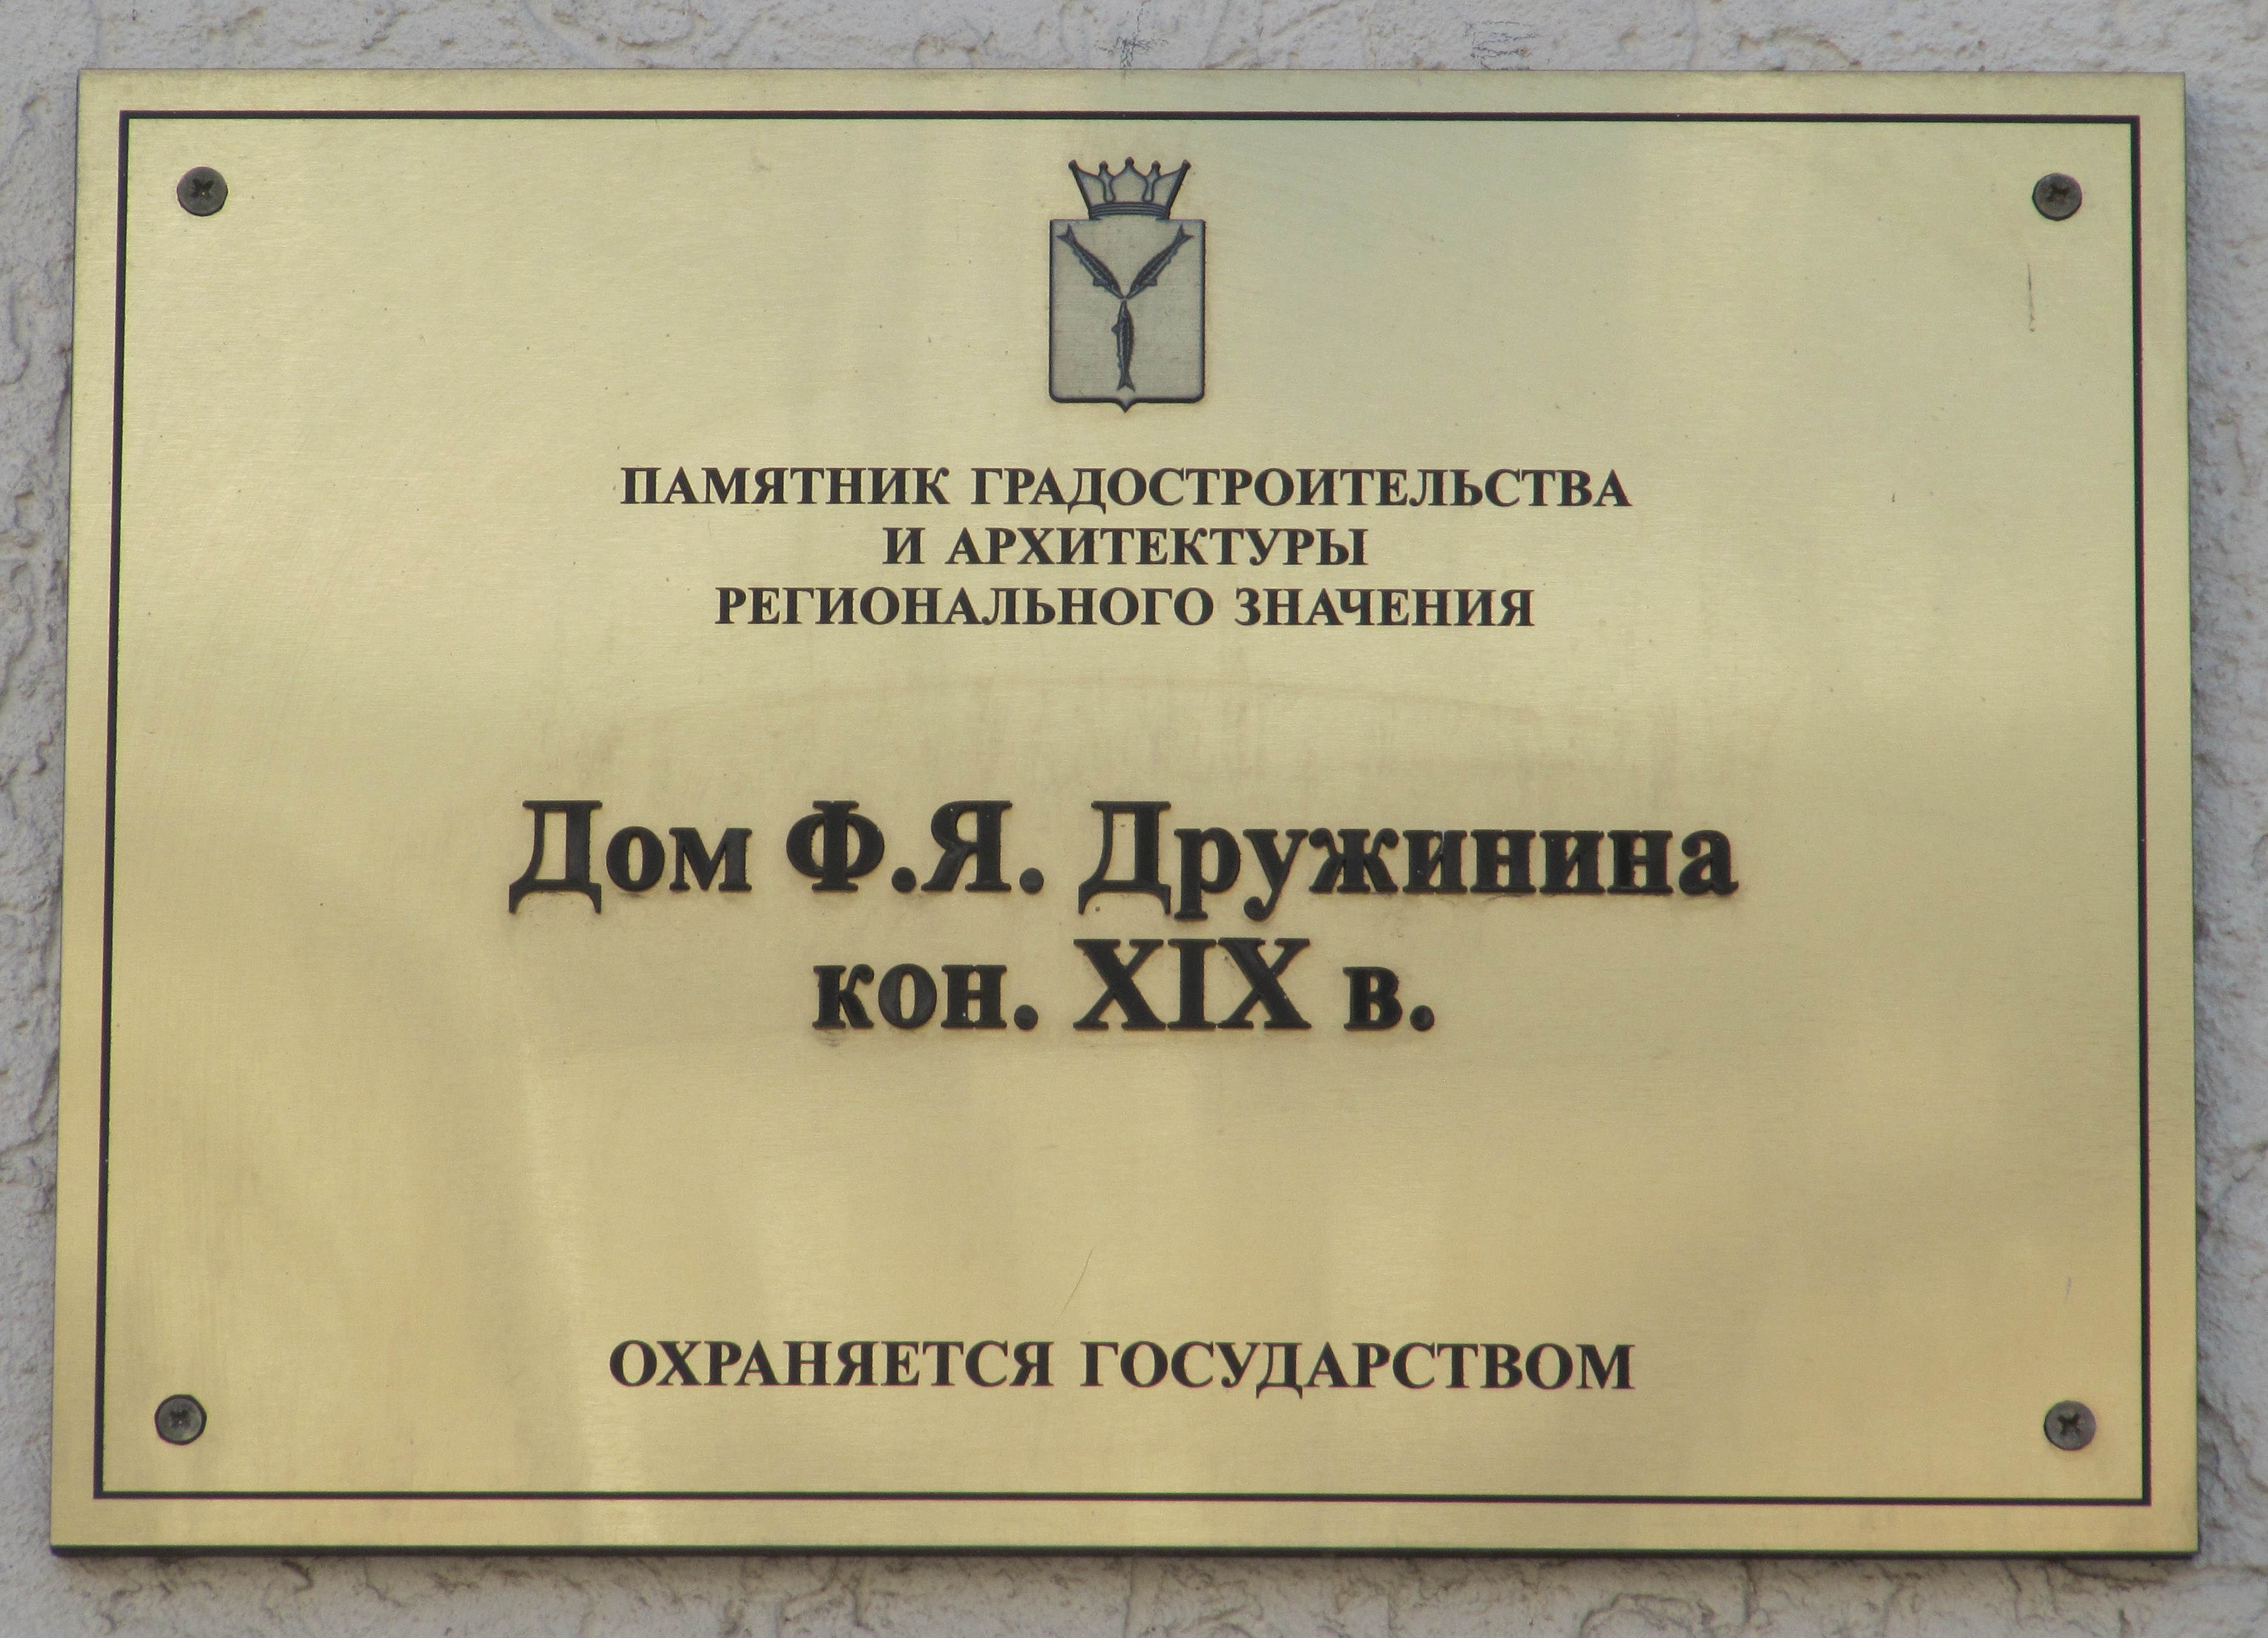 ПАМЯТНИК ГРАДОСТРОИТЕЛЬСТВА
И АРХИТЕКТУРЫ
РЕГИОНАЛЬНОГО ЗНАЧЕНИЯ
Дом Ф.Я. Дружинина
кон. XIX в.
ОХРАНЯЕТСЯ ГОСУДАРСТВОМ